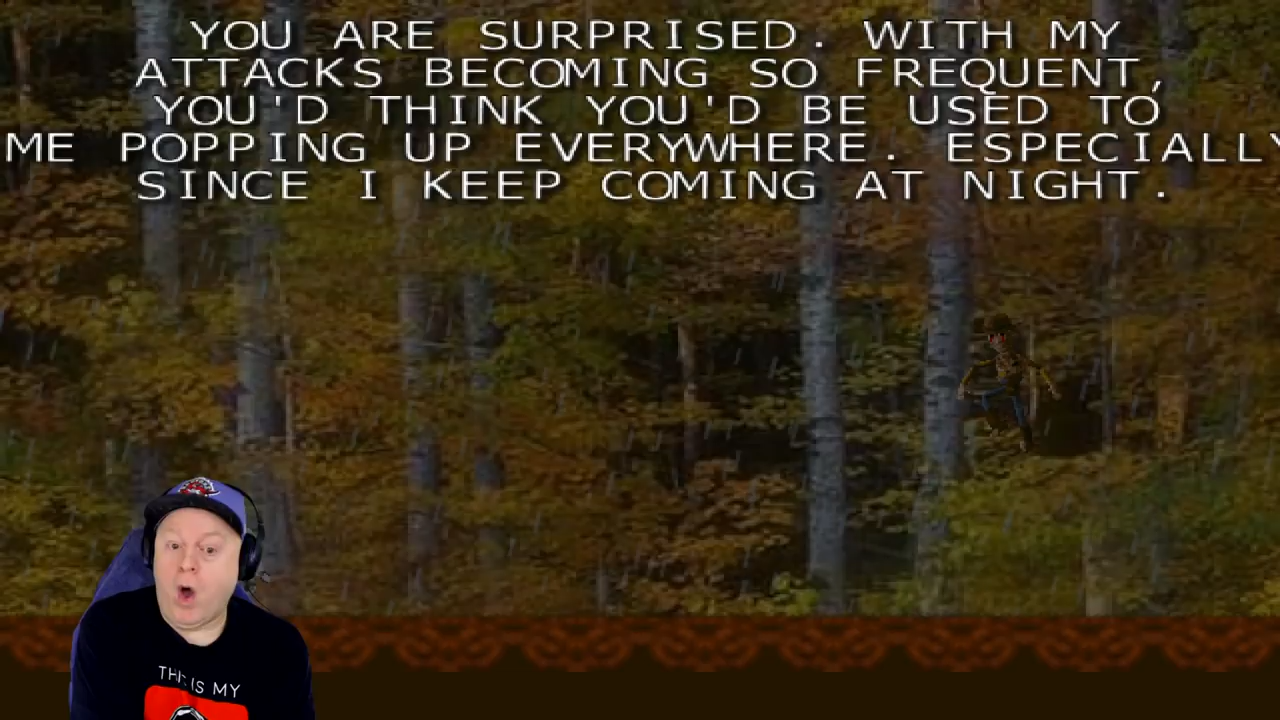 YOU ARE SURPRISED. WITH MY
ATTACKS BECOMING SO FREQUENT,
YOU'D THINK YOU'D BE USED TO
ME POPPING UP EVERYWHERE. ESPECIALLY
SINCE I KEEP COMING AT NIGHT.
THIS IS MY